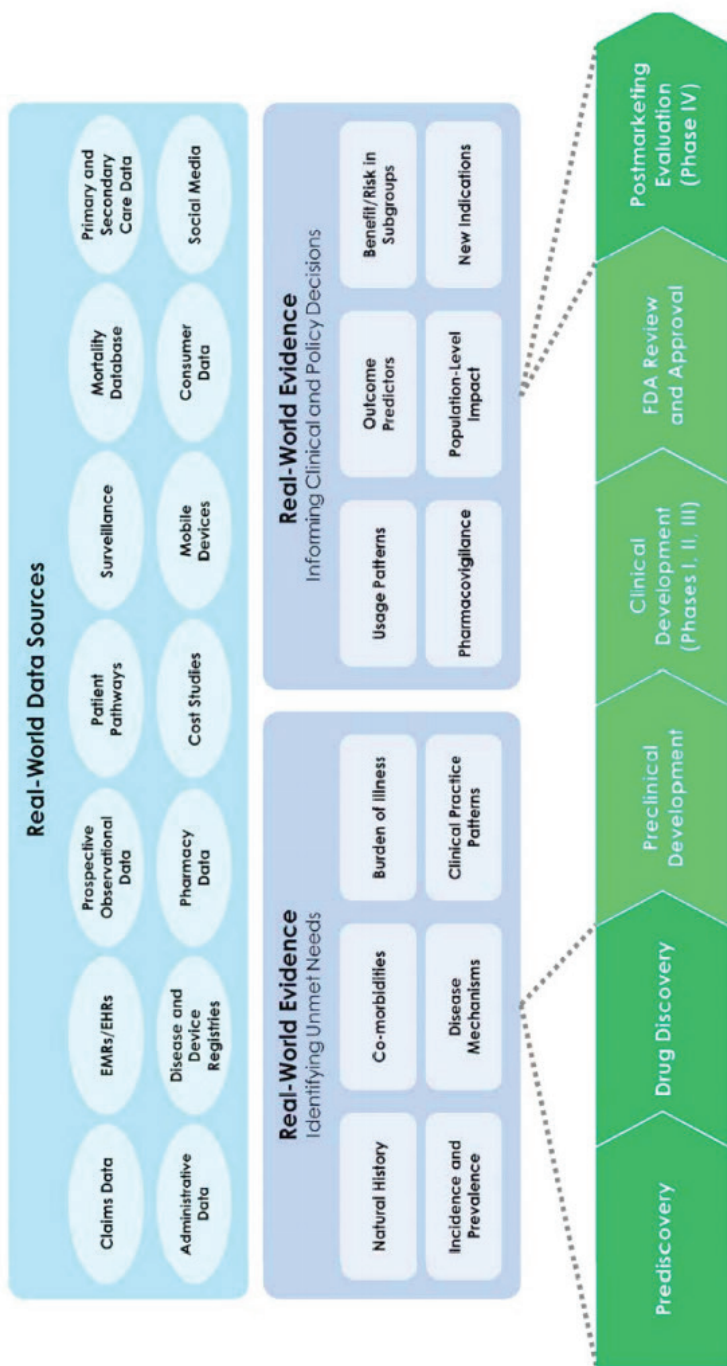 Real-World Data Sources
Claims Data
EMRs/EHRs
Prospective
Observational
Data
Patient
Pathways
Surveillance
Mortality
Database
Primary and
Secondary
Care Data
Administrative
Data
Disease and
Device
Registries
Pharmacy
Data
Cost Studies
Mobile
Devices
Consumer
Data
Social Media
Real-World Evidence
Identifying Unmet Needs
Natural History
Co-morbidities
Burden of Illness
Incidence and
Prevalence
Disease
Mechanisms
Clinical Practice
Patterns
Real-World Evidence
Informing Clinical and Policy Decisions
Usage Patterns
Outcome
Predictors
Benefit/Risk in
Subgroups
Pharmacovigilance
Population-Level
Impact
New Indications
Prediscovery
Drug Discovery
Preclinical
Development
Clinical
Development
(Phases I, II, III)
FDA Review
and Approval
Postmarketing
Evaluation
(Phase IV)